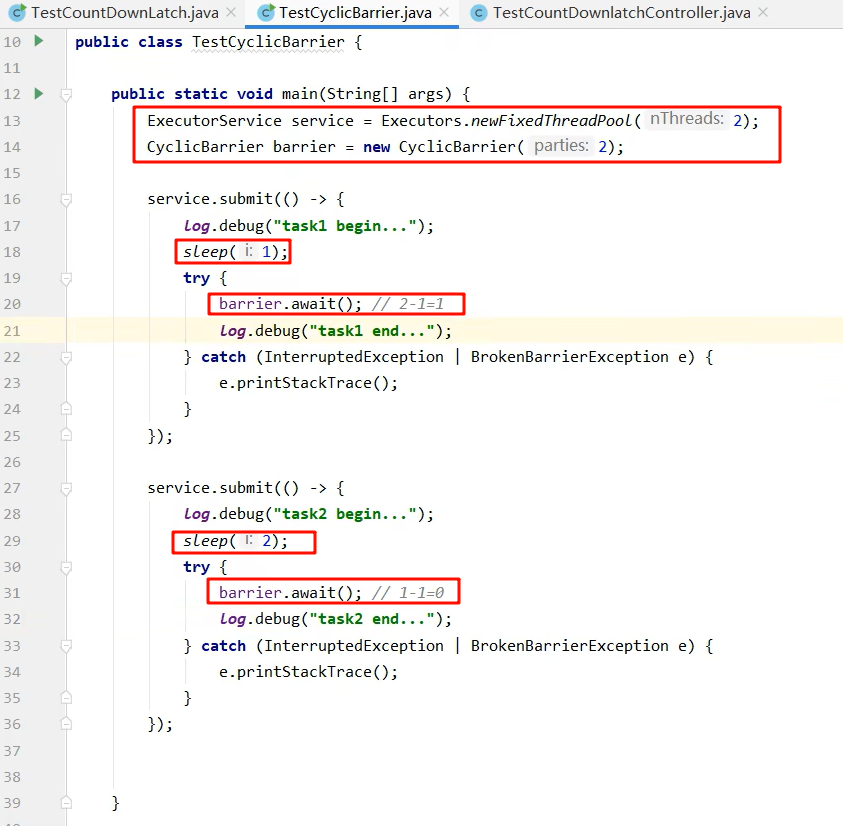 TestCountDownLatch.java × TestCyclicBarrier.java × TestCountDownlatchController.java ×
10 public class TestCyclicBarrier {
11
12 public static void main(String[] args) {
13 ExecutorService service = Executors.newFixedThreadPool( nThreads: 2);
14 CyclicBarrier barrier = new CyclicBarrier( parties: 2);
15
16 service.submit(() -> {
17 log.debug("task1 begin...");
18 sleep( i: 1);
19 try {
20 barrier.await(); // 2-1=1
21 log.debug("task1 end...");
22 } catch (InterruptedException | BrokenBarrierException e) {
23 e.printStackTrace();
24 }
25 });
26
27 service.submit(() -> {
28 log.debug("task2 begin...");
29 sleep( i: 2);
30 try {
31 barrier.await(); // 1-1=0
32 log.debug("task2 end...");
33 } catch (InterruptedException | BrokenBarrierException e) {
34 e.printStackTrace();
35 }
36 });
37
38
39 }